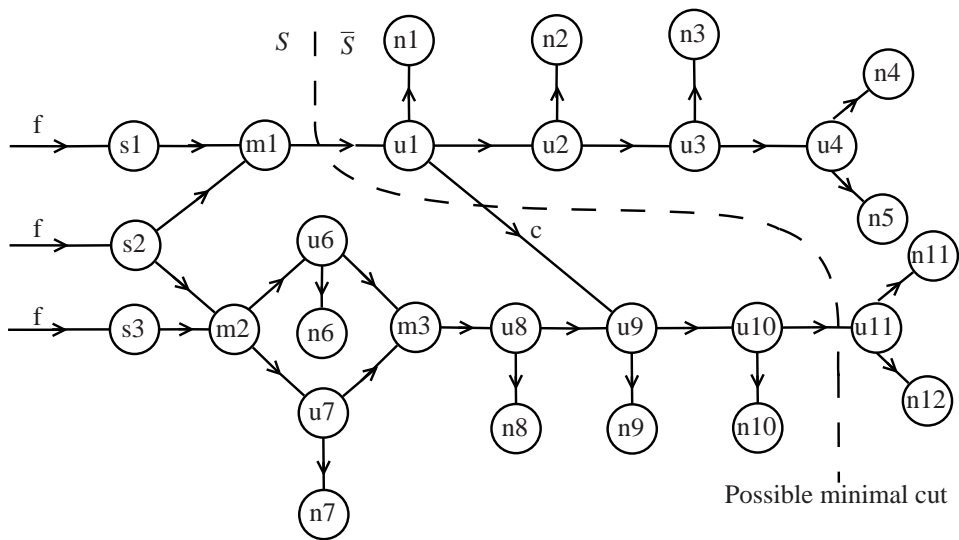 S S̅
n1 n2 n3
n4
f s1 m1 u1 u2 u3 u4
n5
f s2 u6 c
n11
f s3 m2 n6 m3 u8 u9 u10 u11
n12
u7 n8 n9 n10
Possible minimal cut
n7